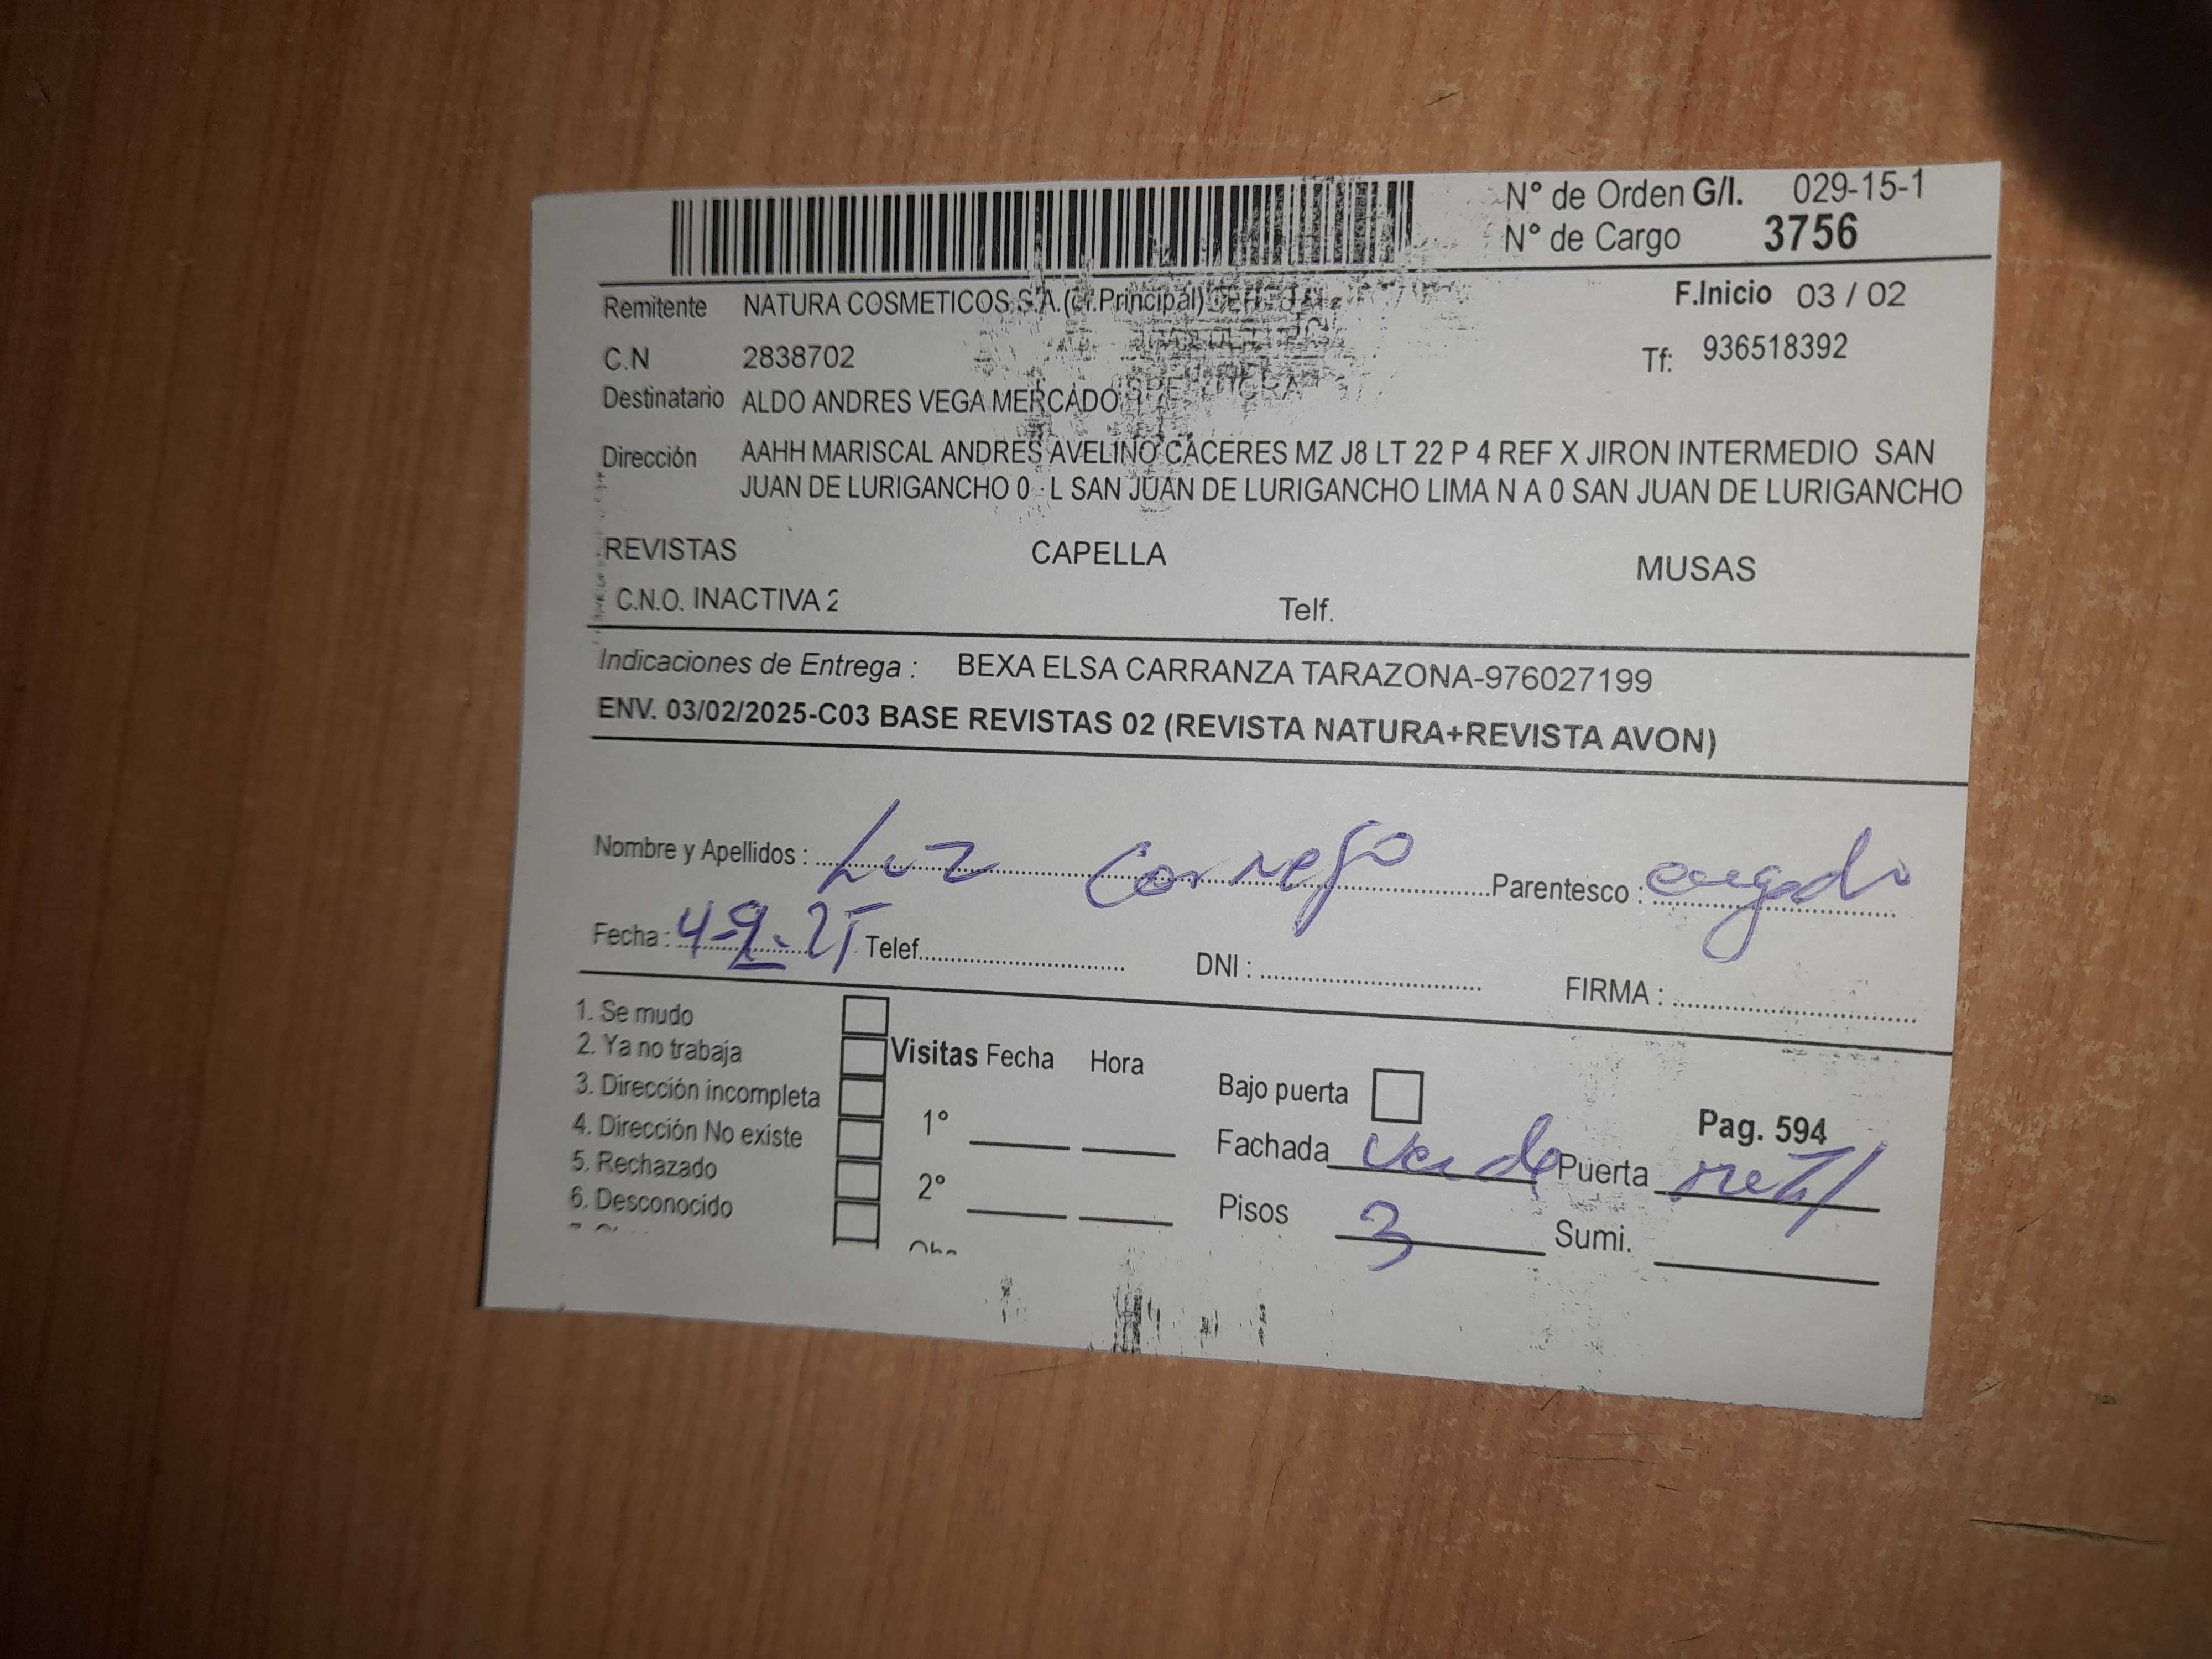 N° de Orden G/I. 029-15-1
N° de Cargo 3756
Remitente NATURA COSMETICOS S.A.(cl.Principal)
F.Inicio 03 / 02
C.N 2838702
Tf: 936518392
Destinatario ALDO ANDRES VEGA MERCADO
Dirección AAHH MARISCAL ANDRES AVELINO CACERES MZ J8 LT 22 P 4 REF X JIRON INTERMEDIO SAN
JUAN DE LURIGANCHO 0 L SAN JUAN DE LURIGANCHO LIMA N A 0 SAN JUAN DE LURIGANCHO
REVISTAS CAPELLA MUSAS
C.N.O. INACTIVA 2 Telf.
Indicaciones de Entrega : BEXA ELSA CARRANZA TARAZONA-976027199
ENV. 03/02/2025-C03 BASE REVISTAS 02 (REVISTA NATURA+REVISTA AVON)
Nombre y Apellidos : Luz Cornejo Parentesco :
Fecha : Telef. DNI : FIRMA :
1. Se mudo
2. Ya no trabaja
3. Dirección incompleta
4. Dirección No existe
5. Rechazado
6. Desconocido
Visitas Fecha Hora
1°
2°
Bajo puerta
Pag. 594
Fachada verde Puerta metal
Pisos 3 Sumi.